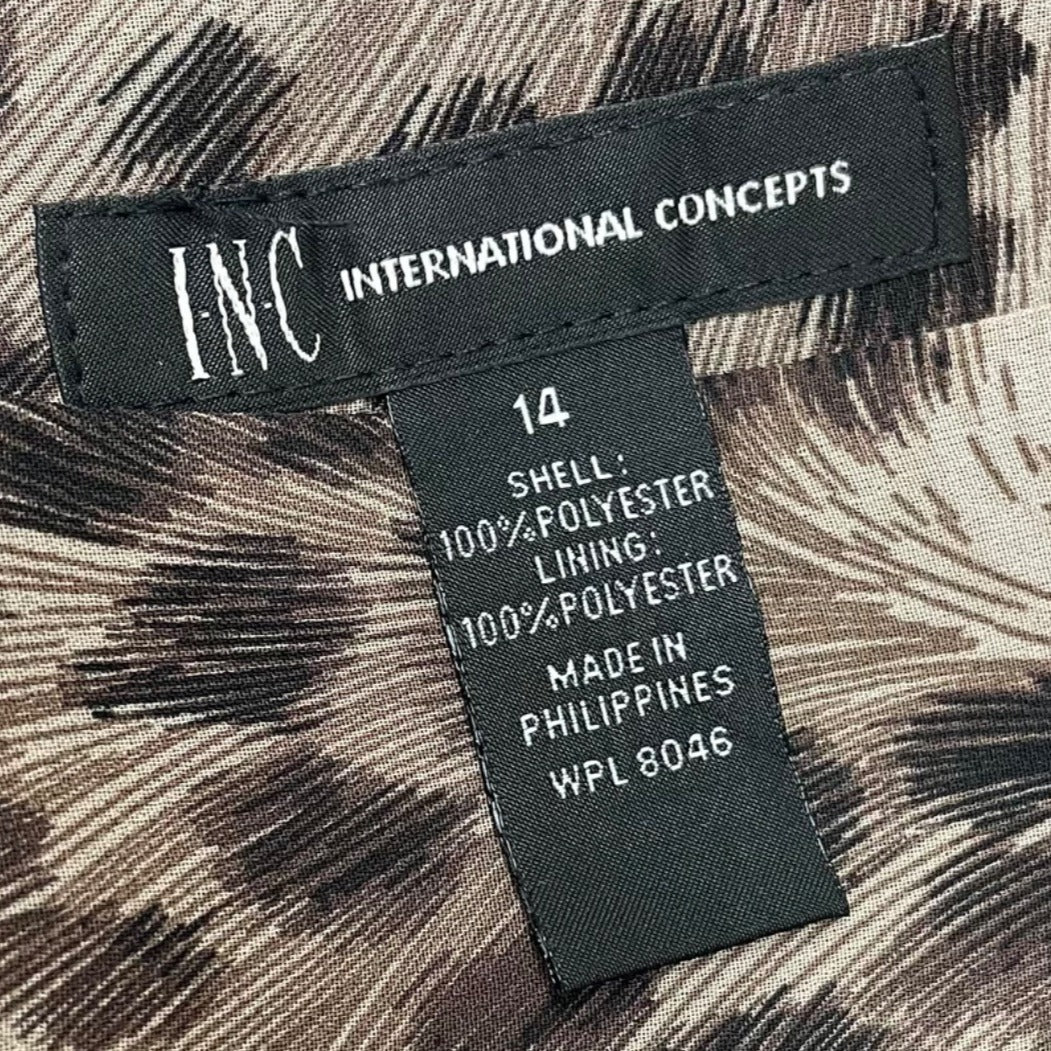 I·N·C INTERNATIONAL CONCEPTS
14
SHELL:
100%POLYESTER
LINING:
100%POLYESTER
MADE IN
PHILIPPINES
WPL 8046